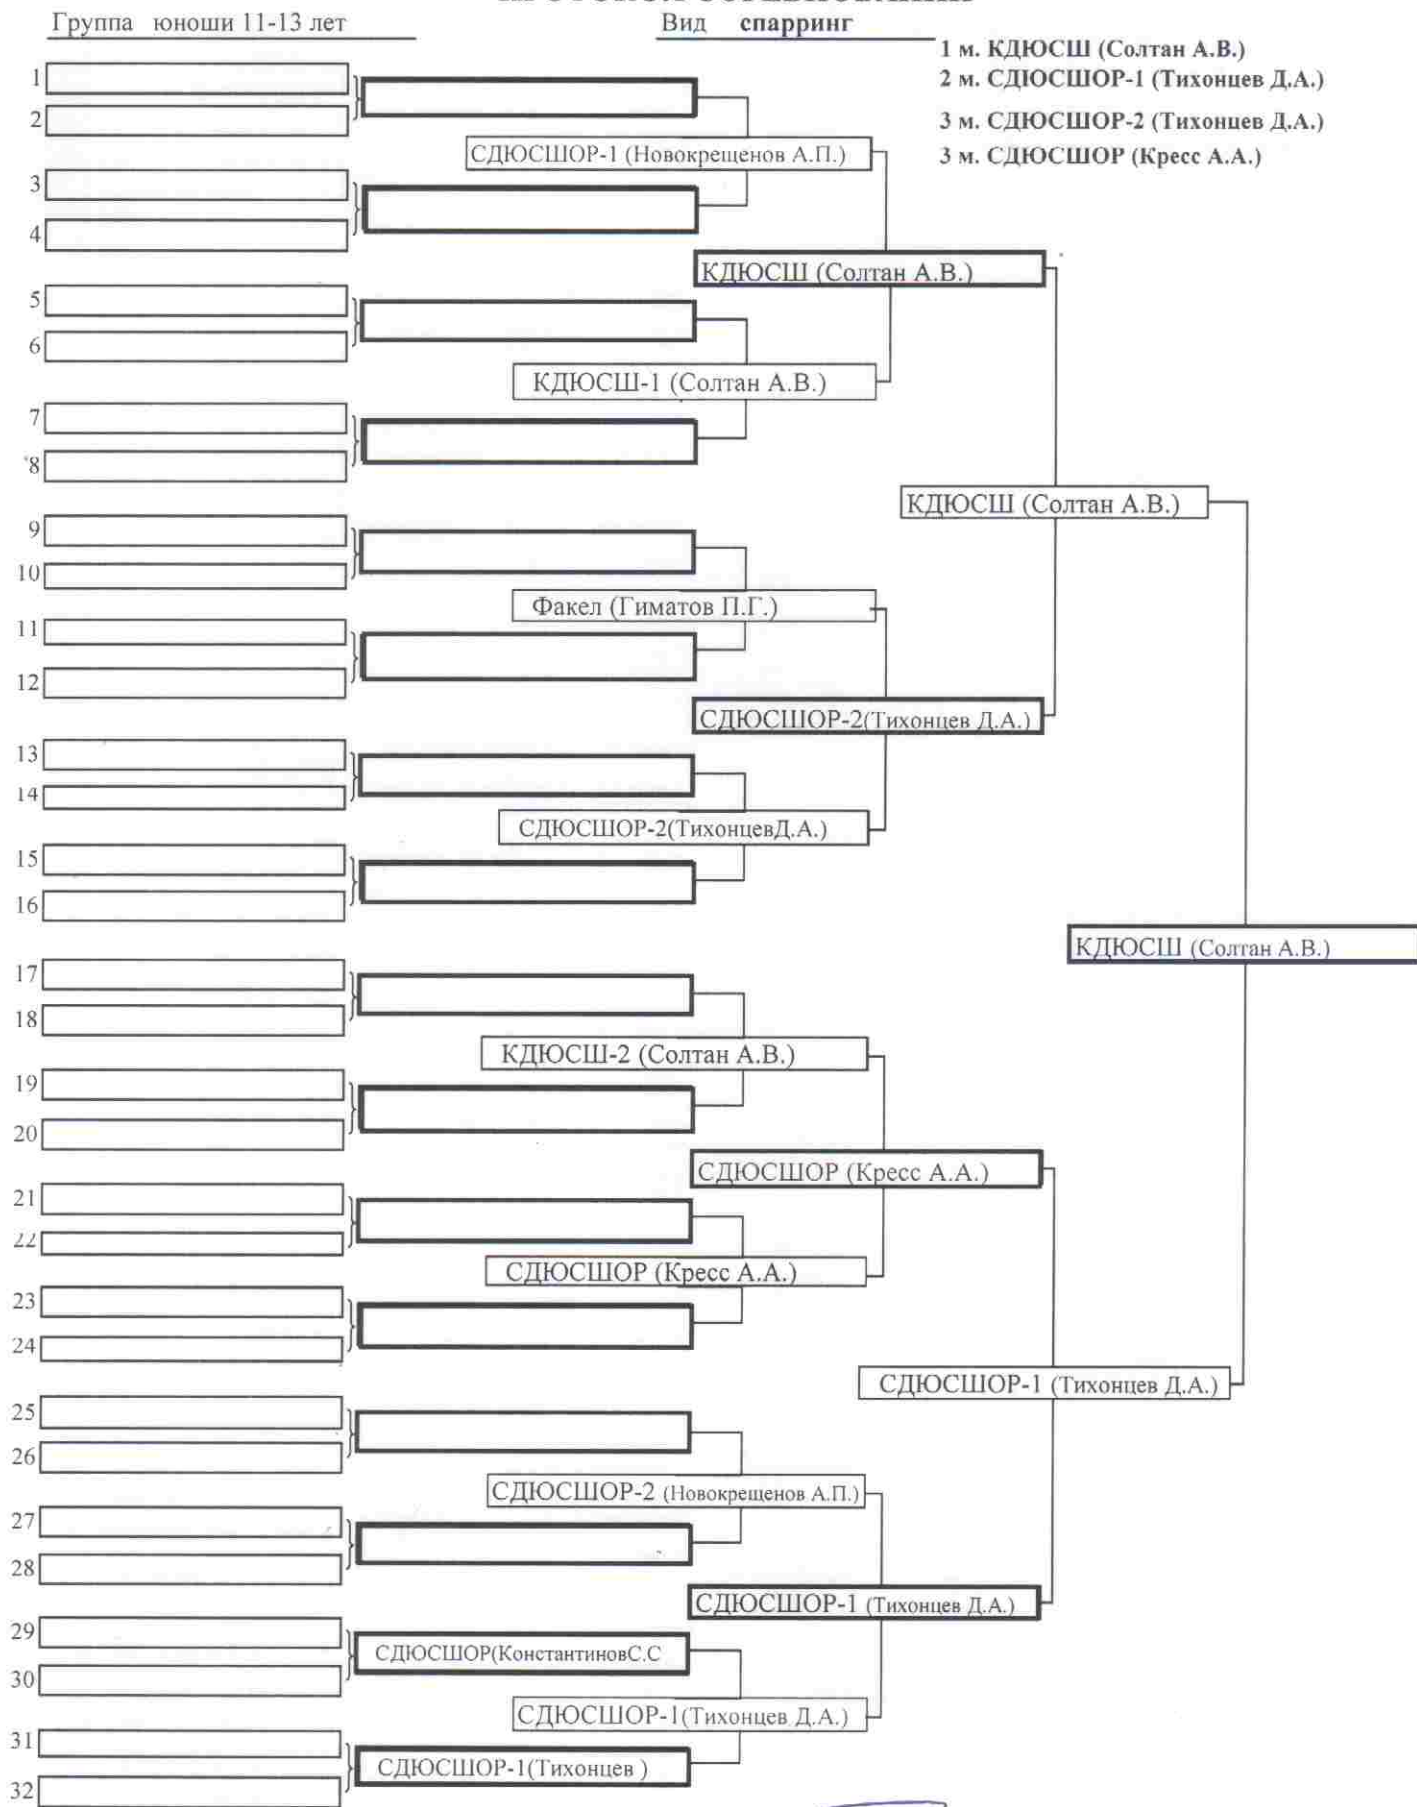 Группа юноши 11-13 лет
Вид спарринг
1 м. КДЮСШ (Солтан А.В.)
2 м. СДЮСШОР-1 (Тихонцев Д.А.)
3 м. СДЮСШОР-2 (Тихонцев Д.А.)
3 м. СДЮСШОР (Кресс А.А.)
1
2
СДЮСШОР-1 (Новокрещенов А.П.)
3
4
КДЮСШ (Солтан А.В.)
5
6
КДЮСШ-1 (Солтан А.В.)
7
8
КДЮСШ (Солтан А.В.)
9
10
Факел (Гиматов П.Г.)
11
12
СДЮСШОР-2(Тихонцев Д.А.)
13
14
СДЮСШОР-2(ТихонцевД.А.)
15
16
КДЮСШ (Солтан А.В.)
17
18
КДЮСШ-2 (Солтан А.В.)
19
20
СДЮСШОР (Кресс А.А.)
21
22
СДЮСШОР (Кресс А.А.)
23
24
СДЮСШОР-1 (Тихонцев Д.А.)
25
26
СДЮСШОР-2 (Новокрещенов А.П.)
27
28
СДЮСШОР-1 (Тихонцев Д.А.)
29
СДЮСШОР(КонстантиновС.С
30
СДЮСШОР-1(Тихонцев Д.А.)
31
СДЮСШОР-1(Тихонцев )
32